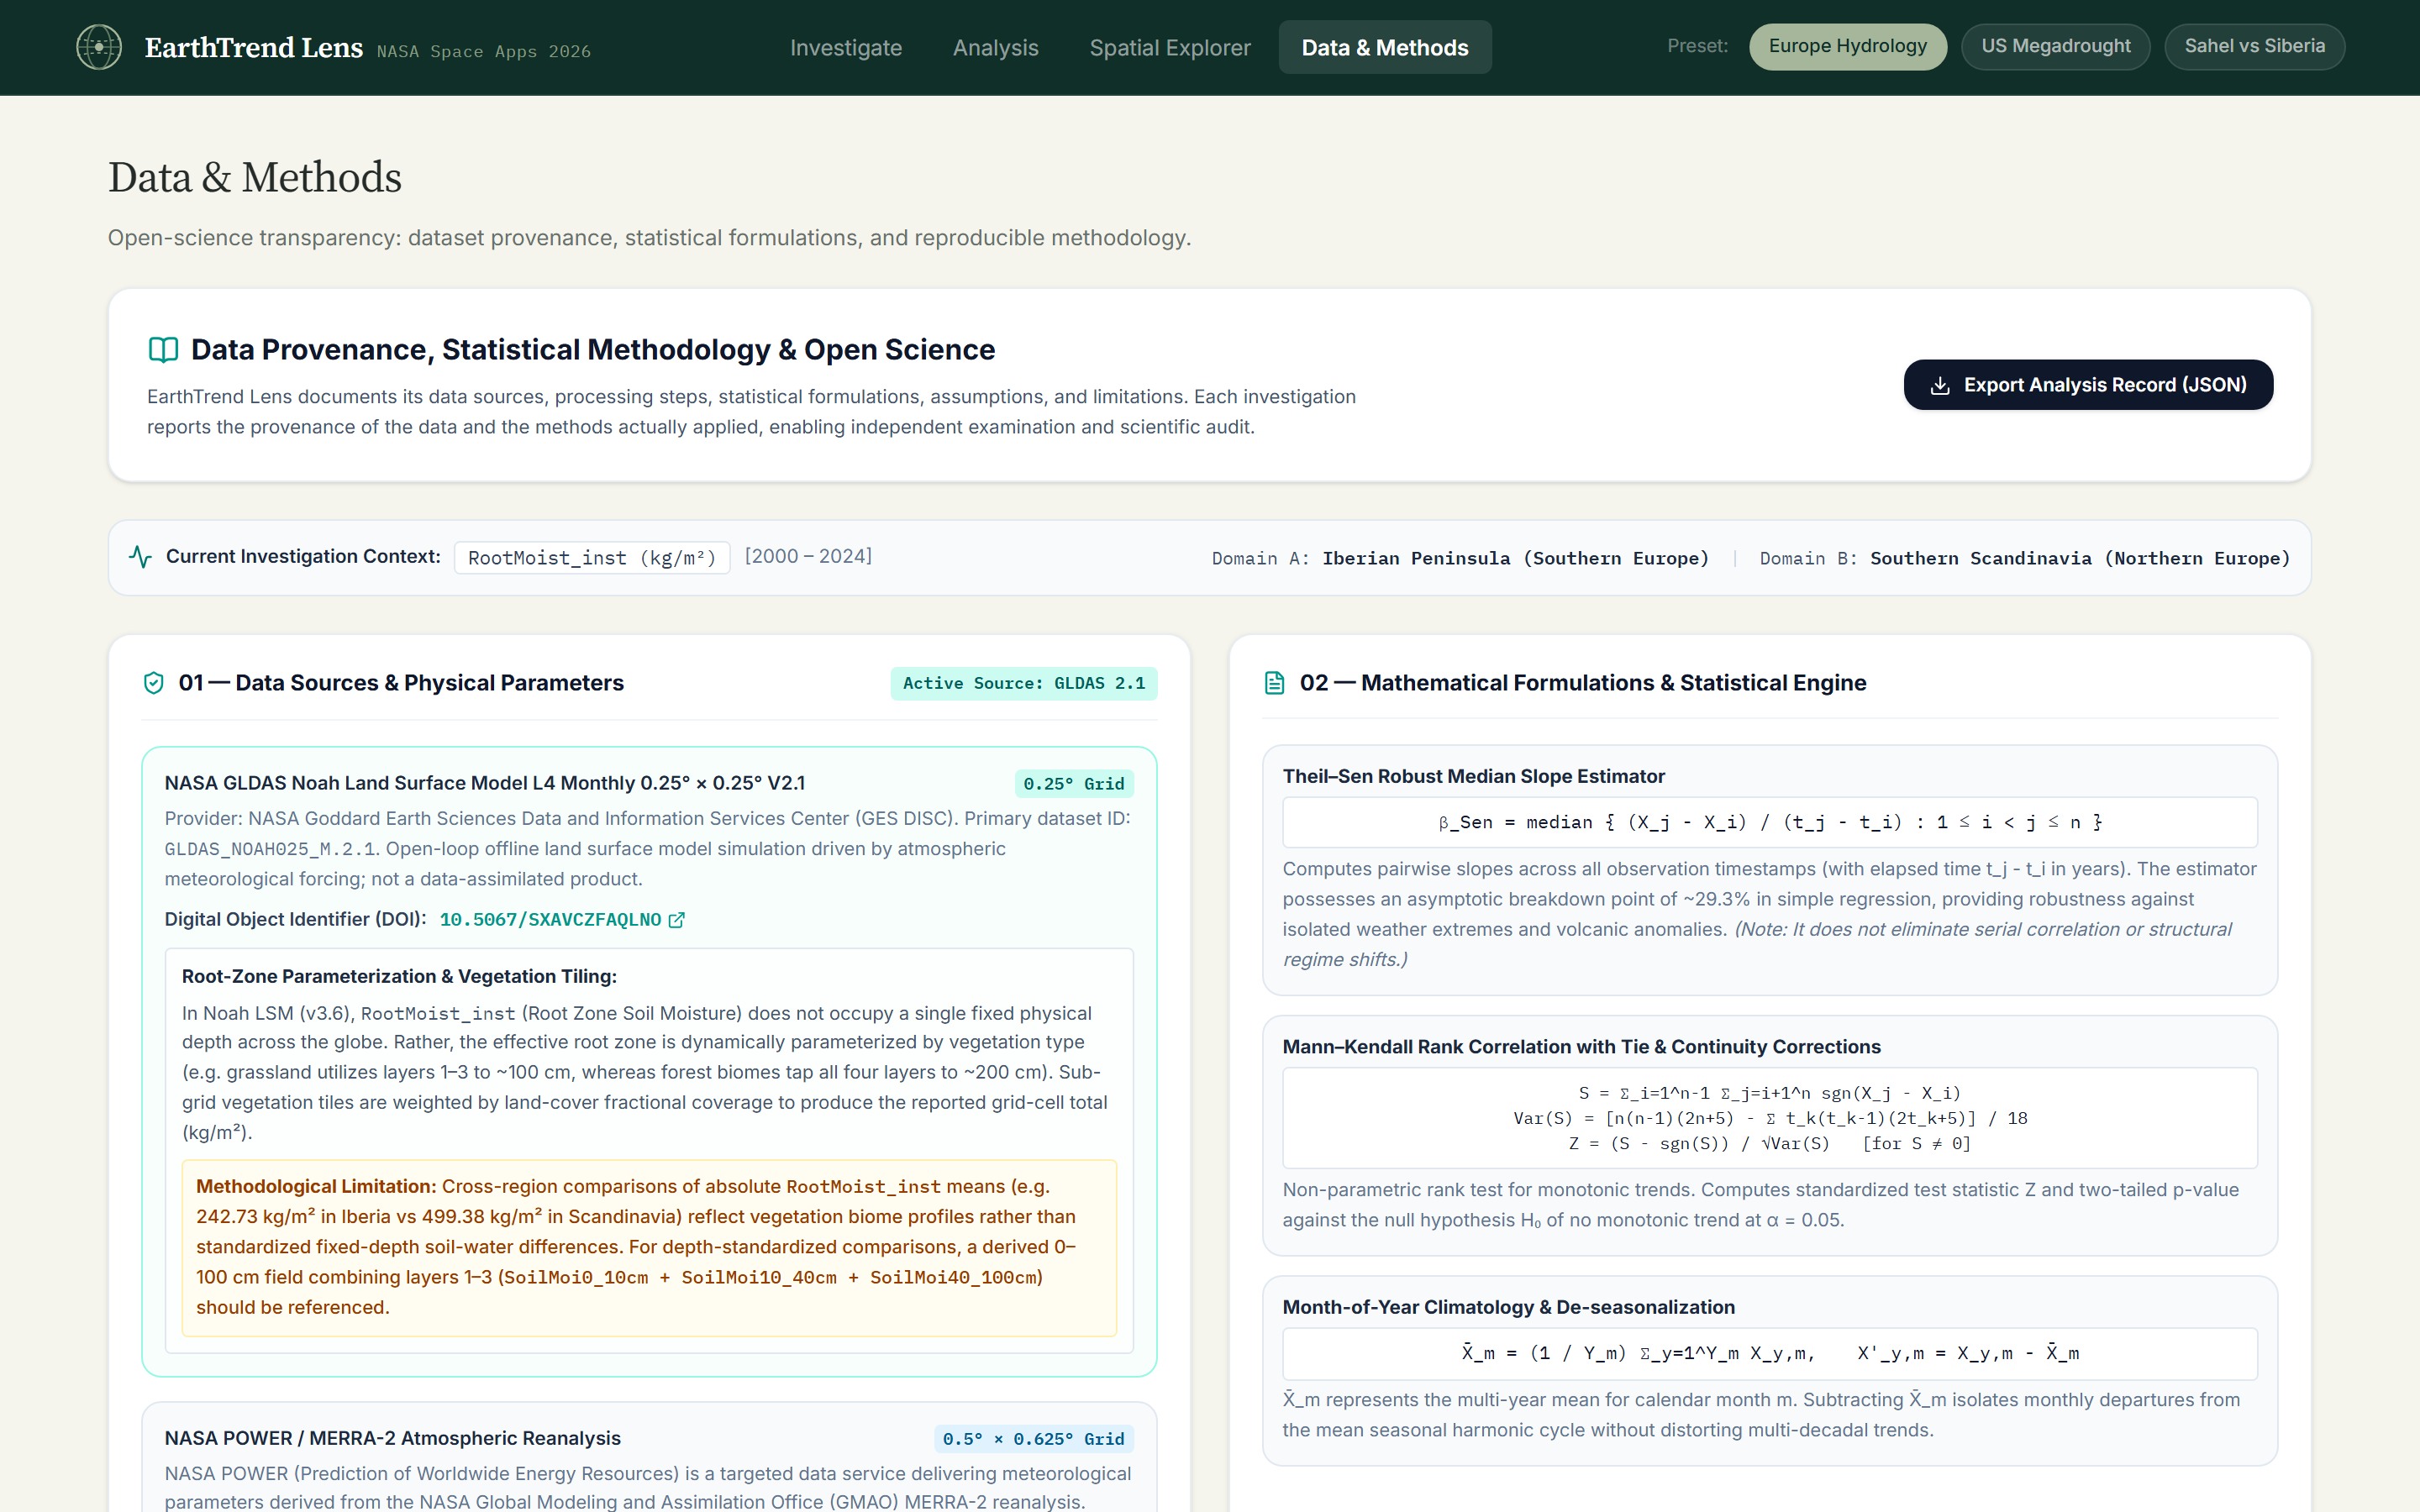 EarthTrend Lens NASA Space Apps 2026
Investigate Analysis Spatial Explorer Data & Methods
Preset: Europe Hydrology US Megadrought Sahel vs Siberia
Data & Methods
Open-science transparency: dataset provenance, statistical formulations, and reproducible methodology.
Data Provenance, Statistical Methodology & Open Science
EarthTrend Lens documents its data sources, processing steps, statistical formulations, assumptions, and limitations. Each investigation
reports the provenance of the data and the methods actually applied, enabling independent examination and scientific audit.
Export Analysis Record (JSON)
Current Investigation Context: RootMoist_inst (kg/m²) [2000 – 2024]
Domain A: Iberian Peninsula (Southern Europe) | Domain B: Southern Scandinavia (Northern Europe)
01 — Data Sources & Physical Parameters
Active Source: GLDAS 2.1
NASA GLDAS Noah Land Surface Model L4 Monthly 0.25° × 0.25° V2.1
0.25° Grid
Provider: NASA Goddard Earth Sciences Data and Information Services Center (GES DISC). Primary dataset ID:
GLDAS_NOAH025_M.2.1. Open-loop offline land surface model simulation driven by atmospheric
meteorological forcing; not a data-assimilated product.
Digital Object Identifier (DOI): 10.5067/SXAVCZFAQLNO
Root-Zone Parameterization & Vegetation Tiling:
In Noah LSM (v3.6), RootMoist_inst (Root Zone Soil Moisture) does not occupy a single fixed physical
depth across the globe. Rather, the effective root zone is dynamically parameterized by vegetation type
(e.g. grassland utilizes layers 1–3 to ~100 cm, whereas forest biomes tap all four layers to ~200 cm). Sub-
grid vegetation tiles are weighted by land-cover fractional coverage to produce the reported grid-cell total
(kg/m²).
Methodological Limitation: Cross-region comparisons of absolute RootMoist_inst means (e.g.
242.73 kg/m² in Iberia vs 499.38 kg/m² in Scandinavia) reflect vegetation biome profiles rather than
standardized fixed-depth soil-water differences. For depth-standardized comparisons, a derived 0–
100 cm field combining layers 1–3 (SoilMoi0_10cm + SoilMoi10_40cm + SoilMoi40_100cm)
should be referenced.
NASA POWER / MERRA-2 Atmospheric Reanalysis
0.5° × 0.625° Grid
NASA POWER (Prediction of Worldwide Energy Resources) is a targeted data service delivering meteorological
parameters derived from the NASA Global Modeling and Assimilation Office (GMAO) MERRA-2 reanalysis.
02 — Mathematical Formulations & Statistical Engine
Theil–Sen Robust Median Slope Estimator
β_Sen = median { (X_j - X_i) / (t_j - t_i) : 1 ≤ i < j ≤ n }
Computes pairwise slopes across all observation timestamps (with elapsed time t_j - t_i in years). The estimator
possesses an asymptotic breakdown point of ~29.3% in simple regression, providing robustness against
isolated weather extremes and volcanic anomalies. (Note: It does not eliminate serial correlation or structural
regime shifts.)
Mann–Kendall Rank Correlation with Tie & Continuity Corrections
S = Σ_i=1^n-1 Σ_j=i+1^n sgn(X_j - X_i)
Var(S) = [n(n-1)(2n+5) - Σ t_k(t_k-1)(2t_k+5)] / 18
Z = (S - sgn(S)) / √Var(S) [for S ≠ 0]
Non-parametric rank test for monotonic trends. Computes standardized test statistic Z and two-tailed p-value
against the null hypothesis H₀ of no monotonic trend at α = 0.05.
Month-of-Year Climatology & De-seasonalization
X̄_m = (1 / Y_m) Σ_y=1^Y_m X_y,m, X'_y,m = X_y,m - X̄_m
X̄_m represents the multi-year mean for calendar month m. Subtracting X̄_m isolates monthly departures from
the mean seasonal harmonic cycle without distorting multi-decadal trends.